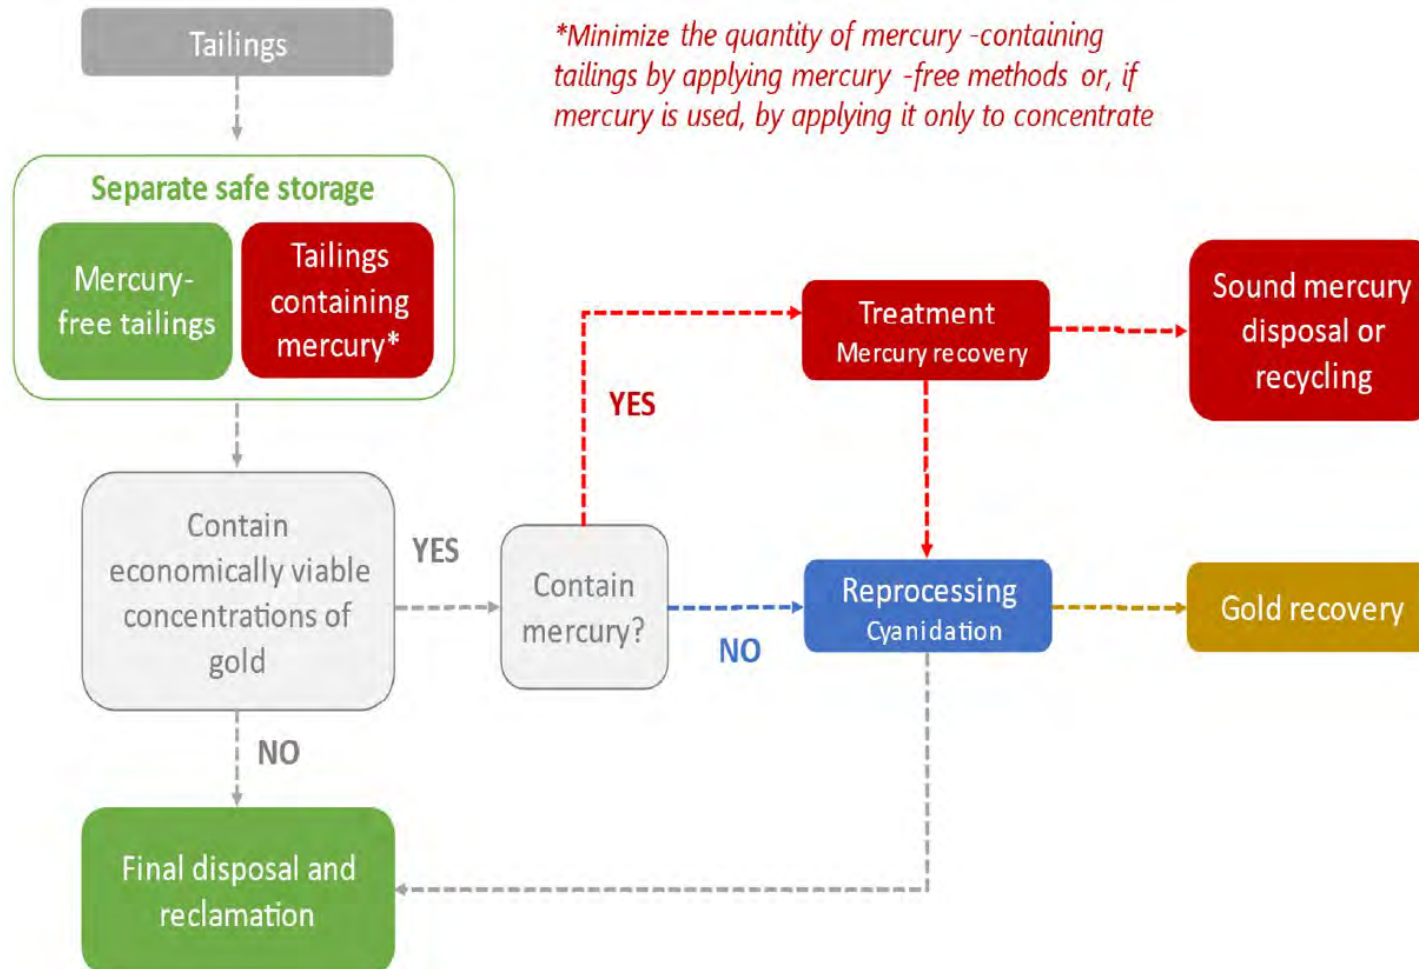 Tailings
*Minimize the quantity of mercury -containing
tailings by applying mercury -free methods or, if
mercury is used, by applying it only to concentrate
Separate safe storage
Mercury-
free tailings
Tailings
containing
mercury*
Treatment
Mercury recovery
Sound mercury
disposal or
recycling
YES
Contain
economically viable
concentrations of
gold
YES
Contain
mercury?
NO
Reprocessing
Cyanidation
Gold recovery
NO
Final disposal and
reclamation